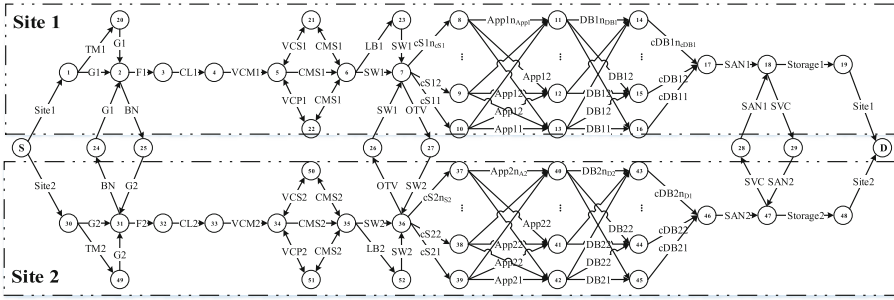 Site 1
20
21
23
8
App1nApp1
11
DB1nDB1
14
TM1
G1
VCS1
CMS1
LB1
SW1
cS1ncS1
cDB1ncDB1
1
G1
2
F1
3
CL1
4
VCM1
5
CMS1
6
SW1
7
App12
DB12
17
SAN1
18
Storage1
19
cS12
9
App12
12
DB12
15
cDB12
Site1
VCP1
CMS1
cS11
cDB11
Site1
G1
BN
22
SW1
OTV
10
App11
13
DB11
16
SAN1
SVC
S
24
25
26
27
28
29
D
Site2
BN
G2
50
OTV
SW2
37
App2nA2
40
DB2nD2
43
SVC
SAN2
Site2
VCS2
CMS2
cS2nS2
cDB2nD1
30
G2
31
F2
32
CL2
33
VCM2
34
CMS2
35
SW2
36
App22
DB22
46
SAN2
47
Storage2
48
TM2
G2
VCP2
CMS2
LB2
SW2
cS22
38
App22
41
DB22
44
cDB22
cS21
cDB21
Site 2
49
51
52
39
App21
42
DB21
45